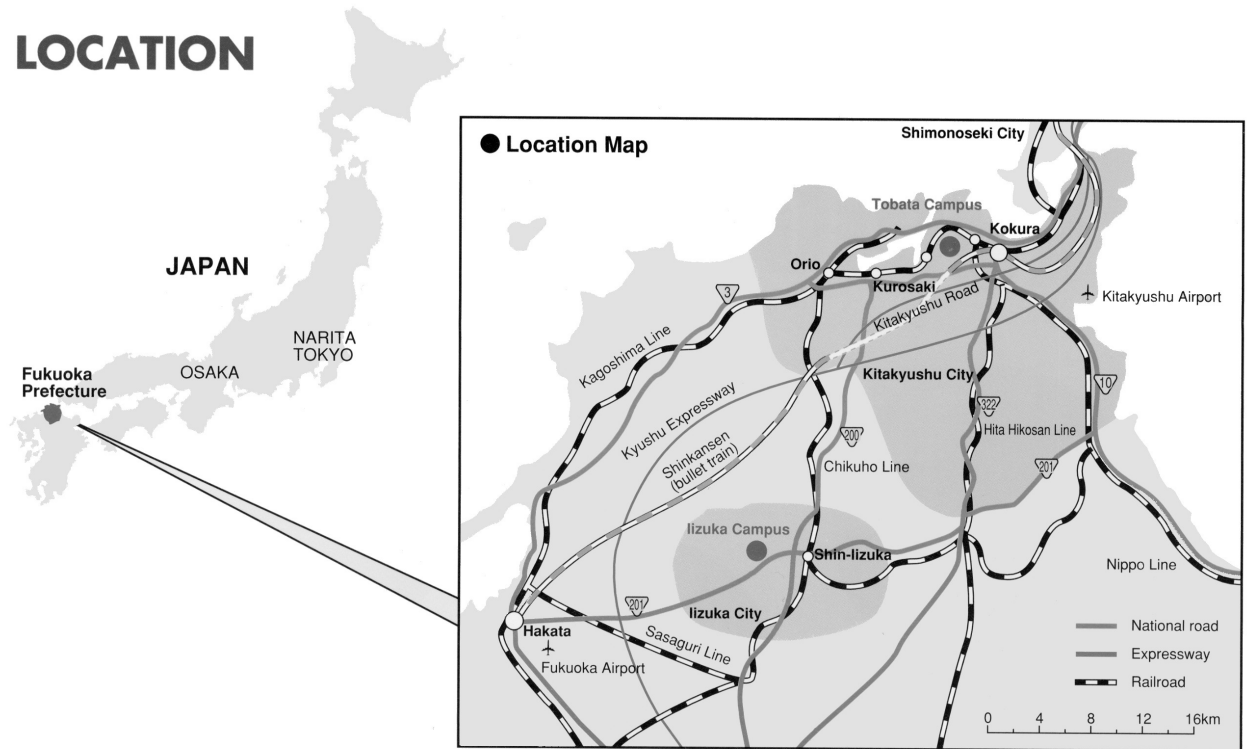 LOCATION
JAPAN
NARITA
TOKYO
OSAKA
Fukuoka
Prefecture
Location Map
Shimonoseki City
Tobata Campus
Kokura
Orio
Kurosaki
3
Kitakyushu Road
Kitakyushu Airport
Kagoshima Line
Kitakyushu City
10
Kyushu Expressway
322
Shinkansen
(bullet train)
200
Hita Hikosan Line
Chikuho Line
201
Iizuka Campus
Shin-Iizuka
Nippo Line
201
Iizuka City
Hakata
Sasaguri Line
Fukuoka Airport
National road
Expressway
Railroad
0 4 8 12 16km